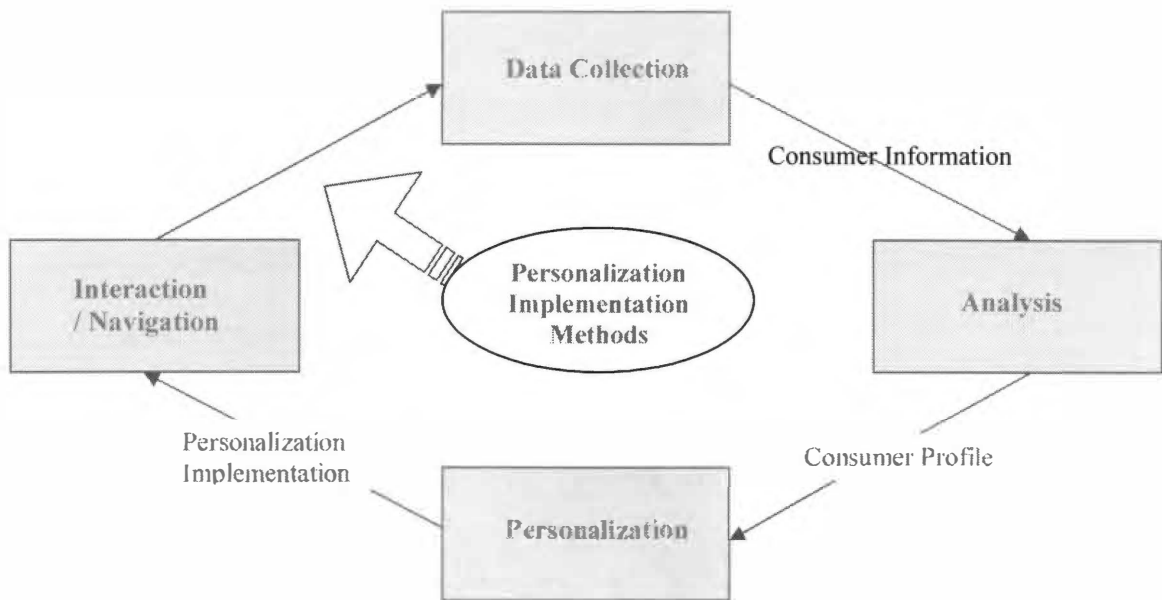 Data Collection
Consumer Information
Interaction
/ Navigation
Personalization
Implementation
Methods
Analysis
Personalization
Implementation
Consumer Profile
Personalization